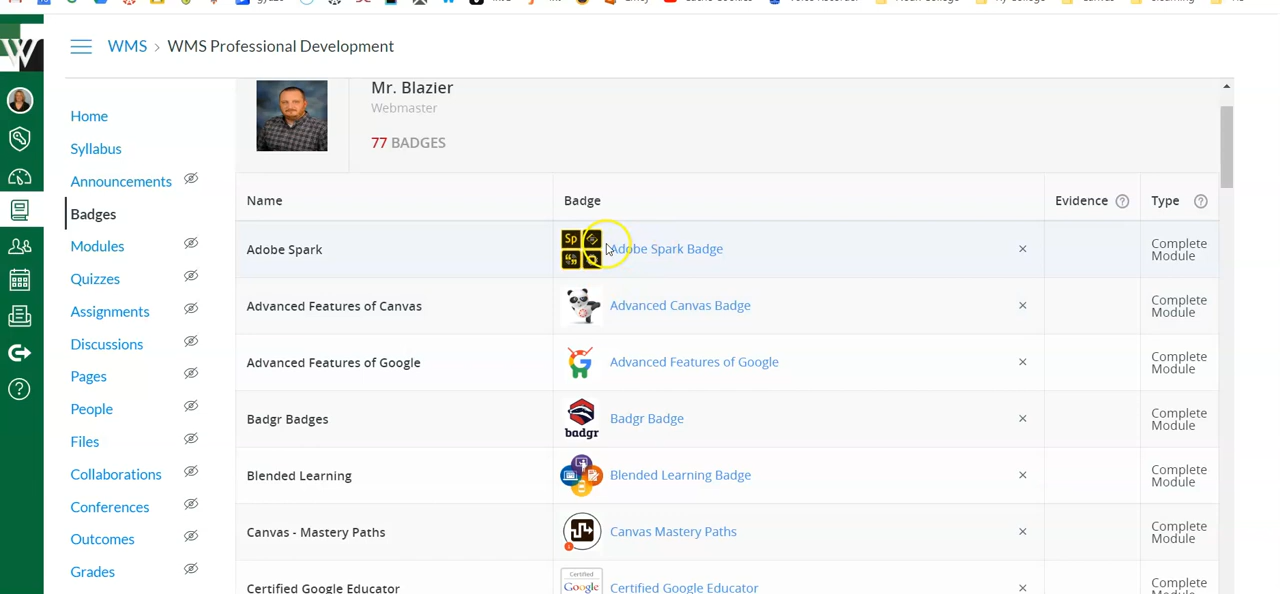 WMS > WMS Professional Development
Mr. Blazier
Webmaster
77 BADGES
Home
Syllabus
Announcements
Badges
Modules
Quizzes
Assignments
Discussions
Pages
People
Files
Collaborations
Conferences
Outcomes
Grades
Name Badge Evidence Type
Adobe Spark Sp Adobe Spark Badge × Complete
Module
Advanced Features of Canvas Advanced Canvas Badge × Complete
Module
Advanced Features of Google Advanced Features of Google × Complete
Module
Badgr Badges badgr Badgr Badge × Complete
Module
Blended Learning Blended Learning Badge × Complete
Module
Canvas - Mastery Paths Canvas Mastery Paths × Complete
Module
Certified Google Educator Certified Google Certified Google Educator × Complete